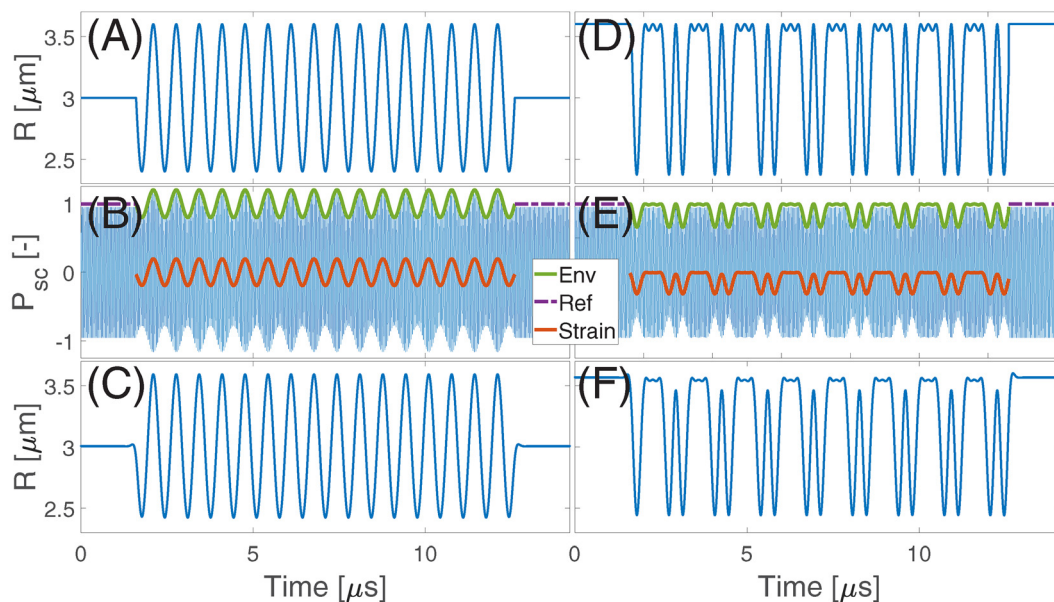 (A)
(D)
R [μm]
3.5
3
2.5
(B)
(E)
P_sc [-]
1
0
-1
Env
Ref
Strain
(C)
(F)
R [μm]
3.5
3
2.5
0
5
10
5
10
Time [μs]
Time [μs]